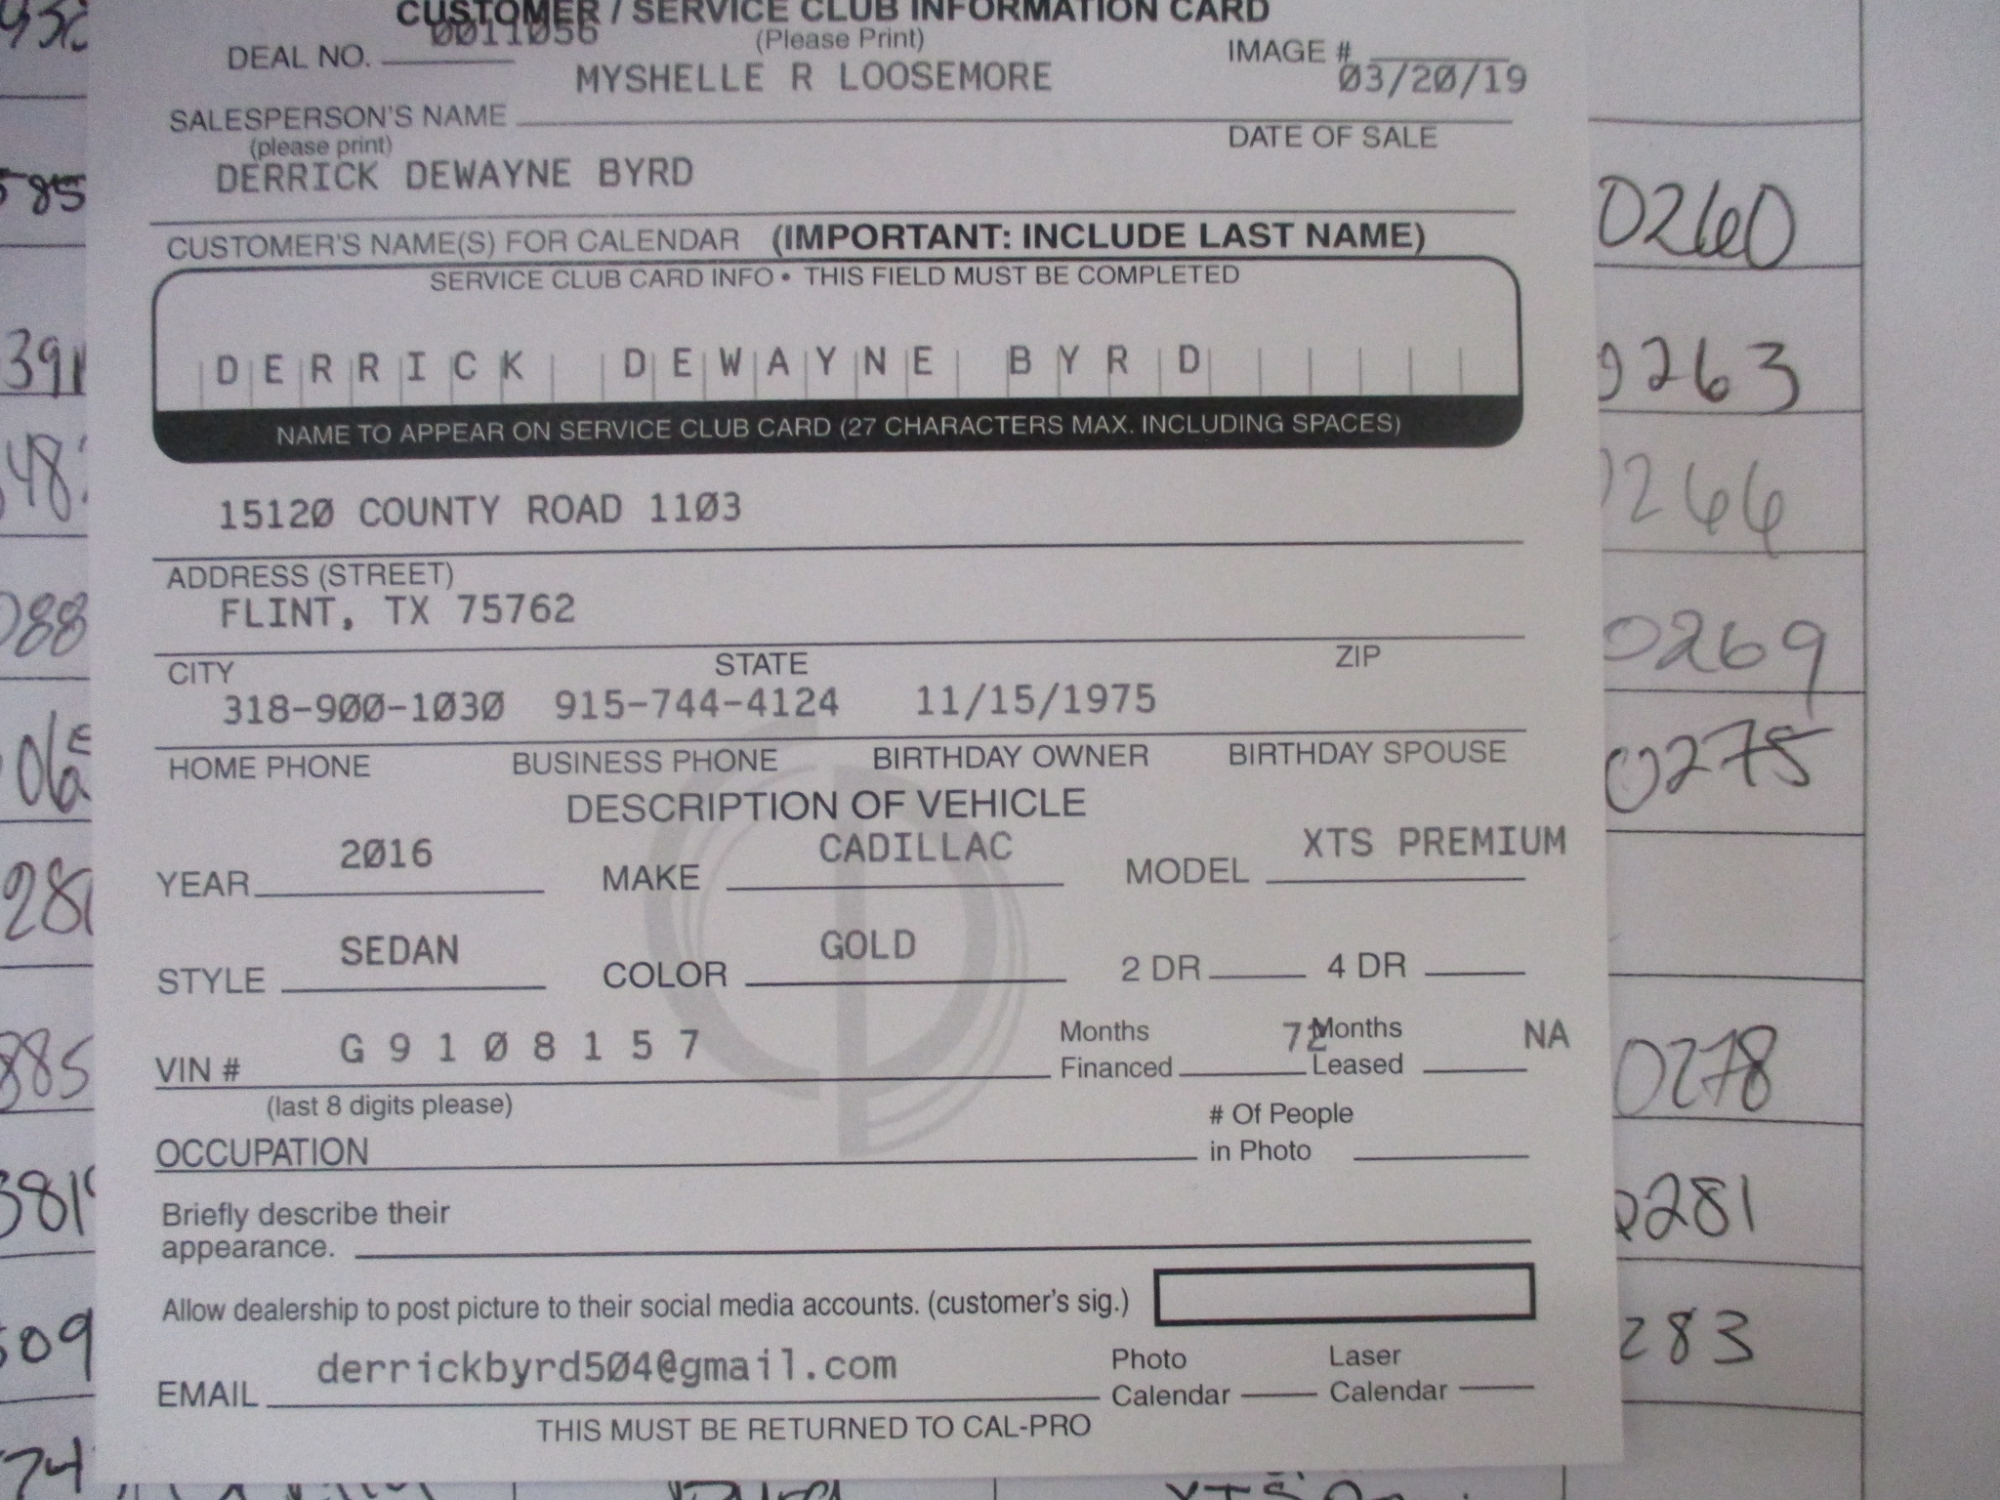 CUSTOMER / SERVICE CLUB INFORMATION CARD
DEAL NO. 0011056 (Please Print) IMAGE #
MYSHELLE R LOOSEMORE 03/20/19
SALESPERSON'S NAME DATE OF SALE
(please print)
DERRICK DEWAYNE BYRD
CUSTOMER'S NAME(S) FOR CALENDAR (IMPORTANT: INCLUDE LAST NAME)
SERVICE CLUB CARD INFO • THIS FIELD MUST BE COMPLETED
DERRICK DEWAYNE BYRD
NAME TO APPEAR ON SERVICE CLUB CARD (27 CHARACTERS MAX. INCLUDING SPACES)
15120 COUNTY ROAD 1103
ADDRESS (STREET)
FLINT, TX 75762
CITY STATE ZIP
318-900-1030 915-744-4124 11/15/1975
HOME PHONE BUSINESS PHONE BIRTHDAY OWNER BIRTHDAY SPOUSE
DESCRIPTION OF VEHICLE
YEAR 2016 MAKE CADILLAC MODEL XTS PREMIUM
STYLE SEDAN COLOR GOLD 2 DR 4 DR
VIN # G 9 1 0 8 1 5 7 Months Financed 72 Months Leased NA
(last 8 digits please)
OCCUPATION # Of People in Photo
Briefly describe their
appearance.
Allow dealership to post picture to their social media accounts. (customer's sig.)
EMAIL derrickbyrd504@gmail.com Photo Calendar Laser Calendar
THIS MUST BE RETURNED TO CAL-PRO
0260
0263
0266
0269
0275
0278
0281
283